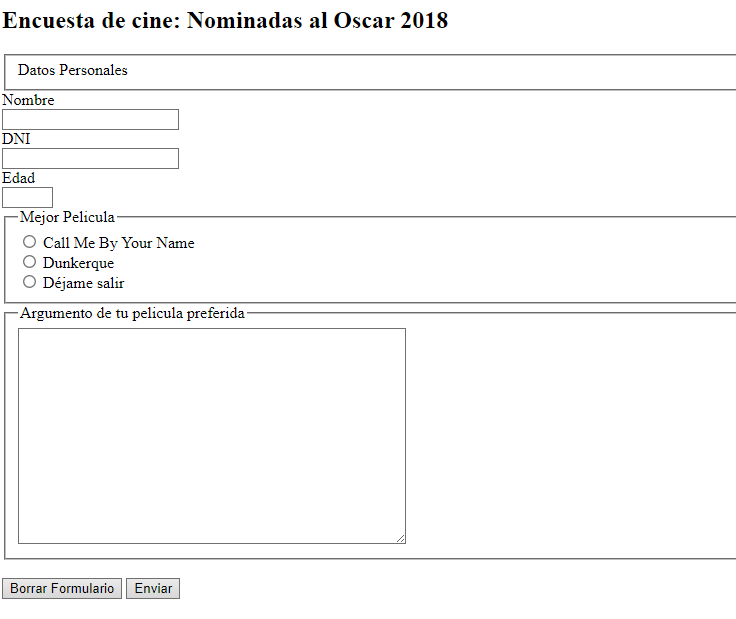 Encuesta de cine: Nominadas al Oscar 2018
Datos Personales
Nombre
DNI
Edad
Mejor Pelicula
Call Me By Your Name
Dunkerque
Déjame salir
Argumento de tu pelicula preferida
Borrar Formulario Enviar